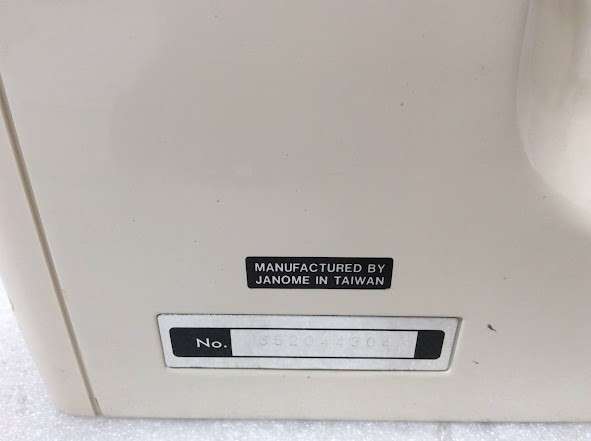 MANUFACTURED BY
JANOME IN TAIWAN
No.